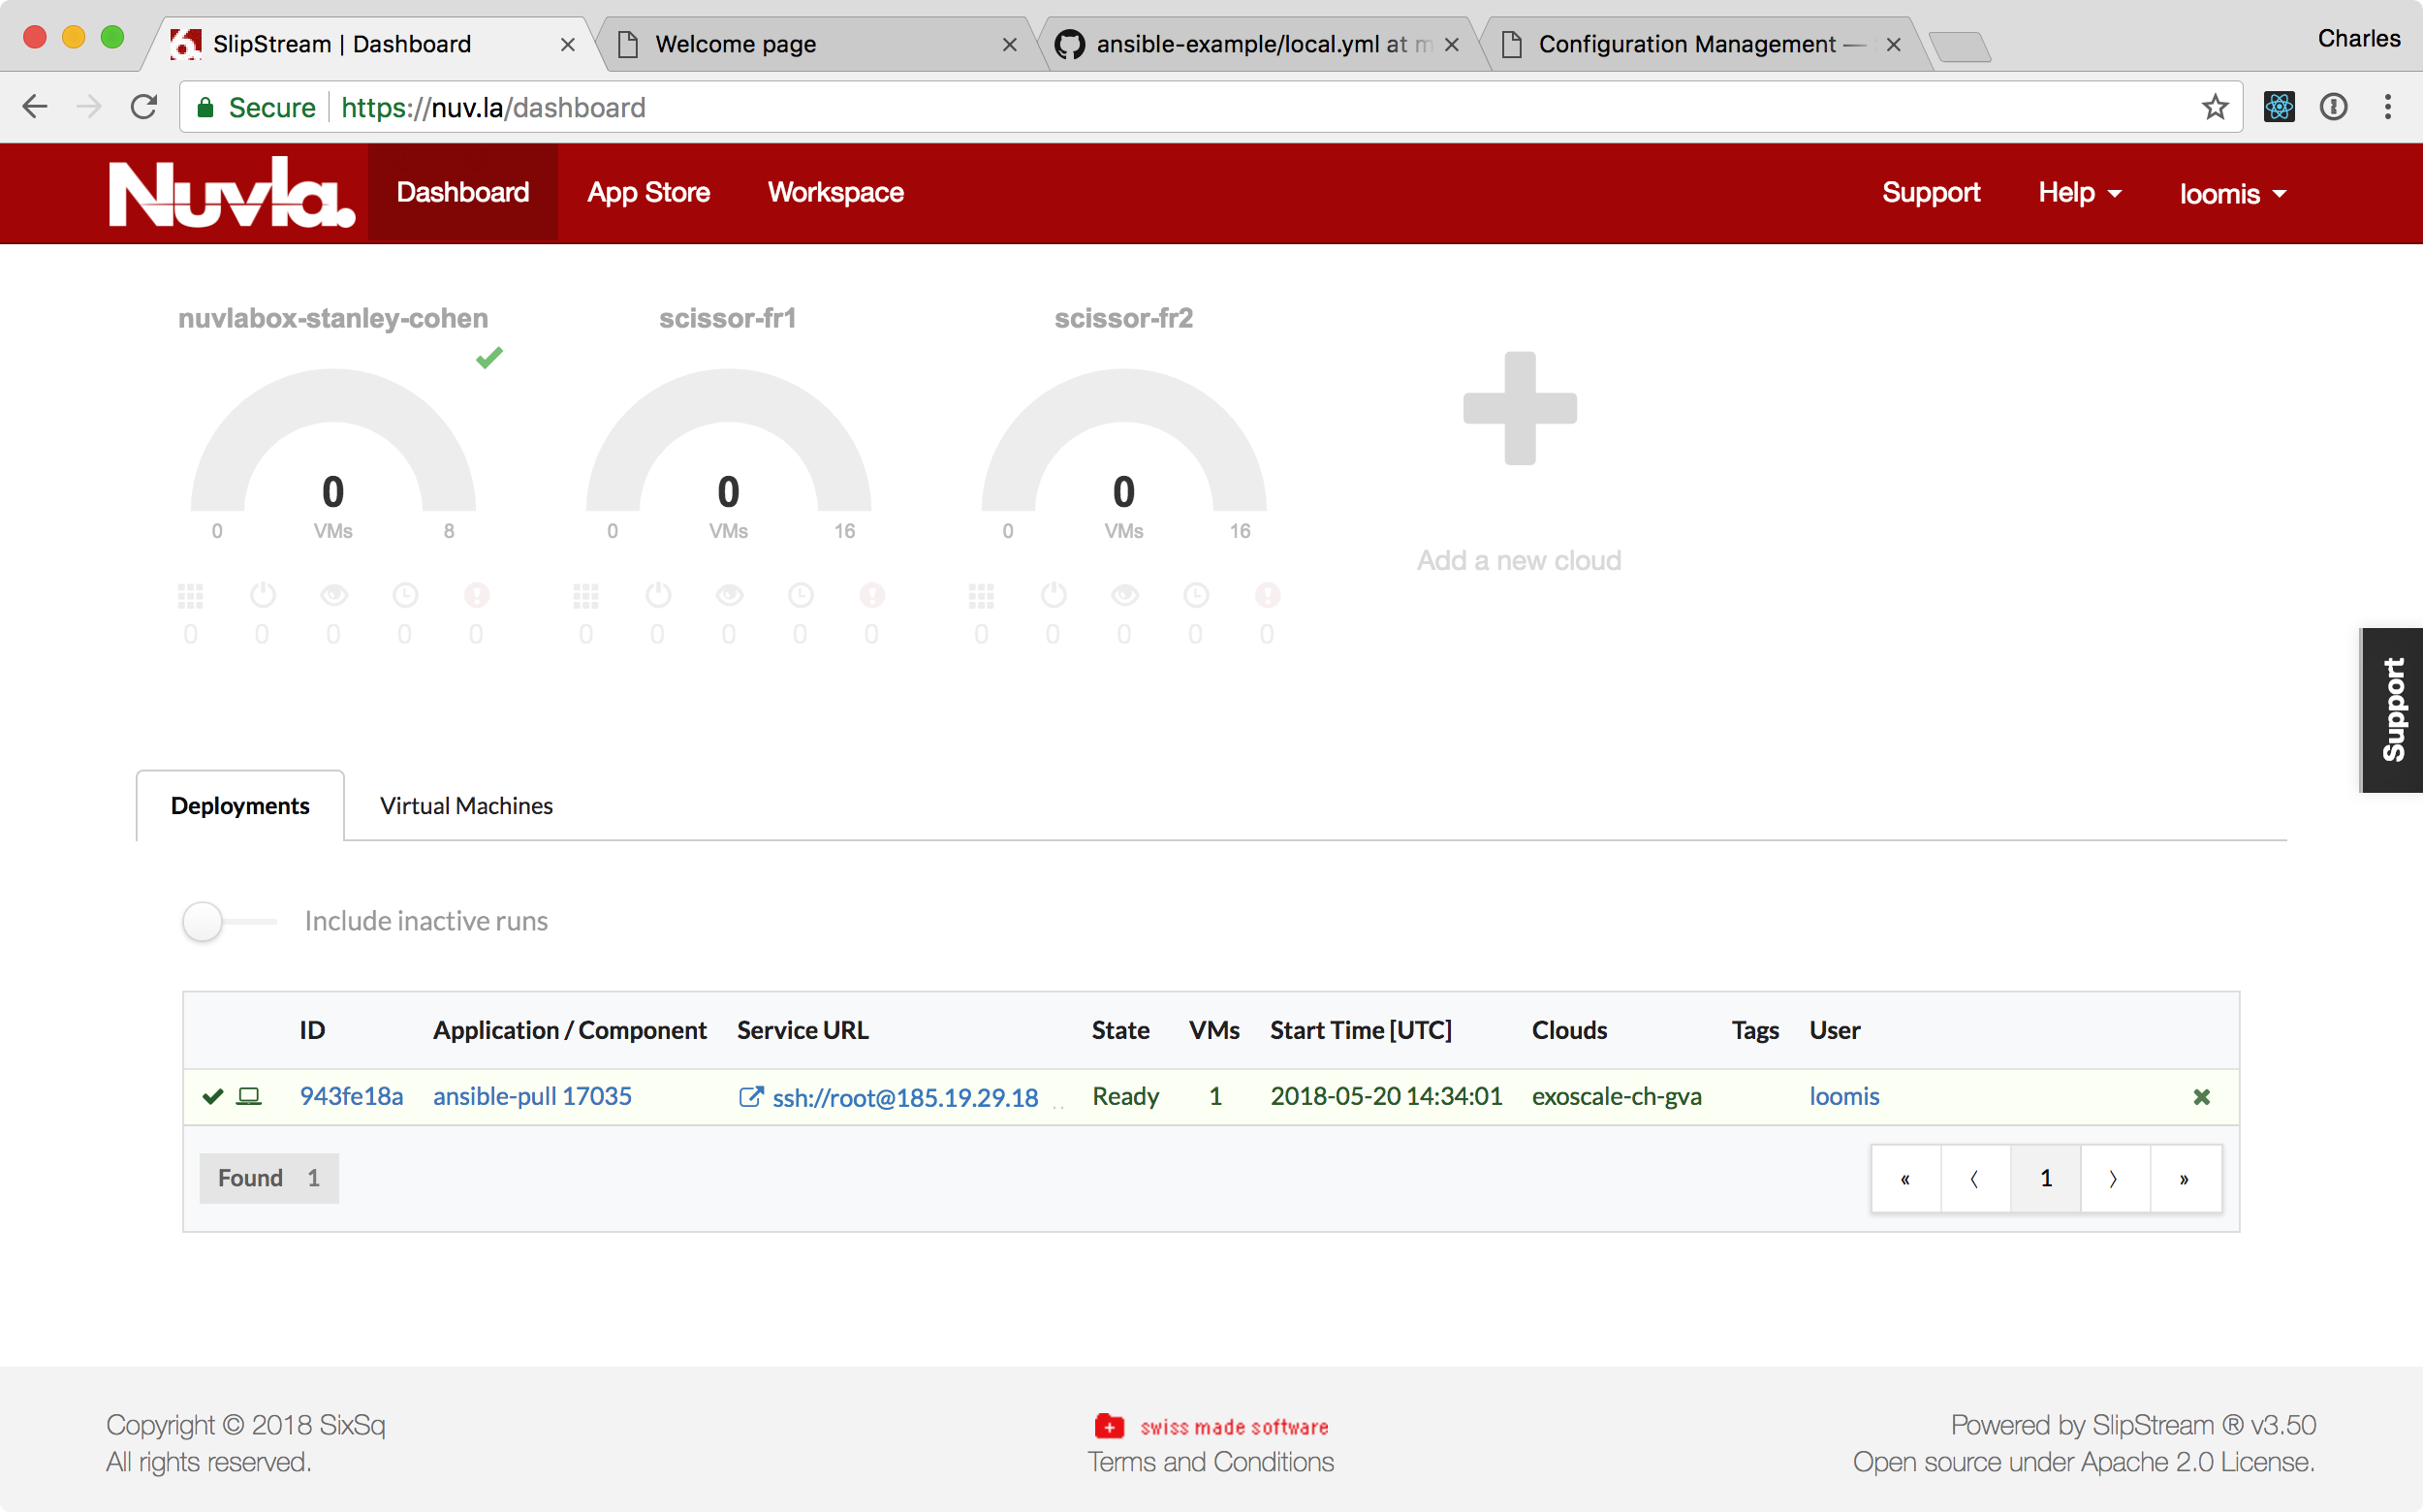 SlipStream | Dashboard
Welcome page
ansible-example/local.yml at m
Configuration Management —
Charles
Secure
https://nuv.la/dashboard
Nuvla.
Dashboard
App Store
Workspace
Support
Help
loomis
nuvlabox-stanley-cohen
scissor-fr1
scissor-fr2
0
0
0
0 VMs 8
0 VMs 16
0 VMs 16
Add a new cloud
0 0 0 0 0
0 0 0 0 0
0 0 0 0 0
Support
Deployments
Virtual Machines
Include inactive runs
ID Application / Component Service URL State VMs Start Time [UTC] Clouds Tags User
943fe18a ansible-pull 17035 ssh://root@185.19.29.18 .. Ready 1 2018-05-20 14:34:01 exoscale-ch-gva loomis
Found 1
« 〈 1 〉 »
Copyright © 2018 SixSq
All rights reserved.
swiss made software
Terms and Conditions
Powered by SlipStream ® v3.50
Open source under Apache 2.0 License.